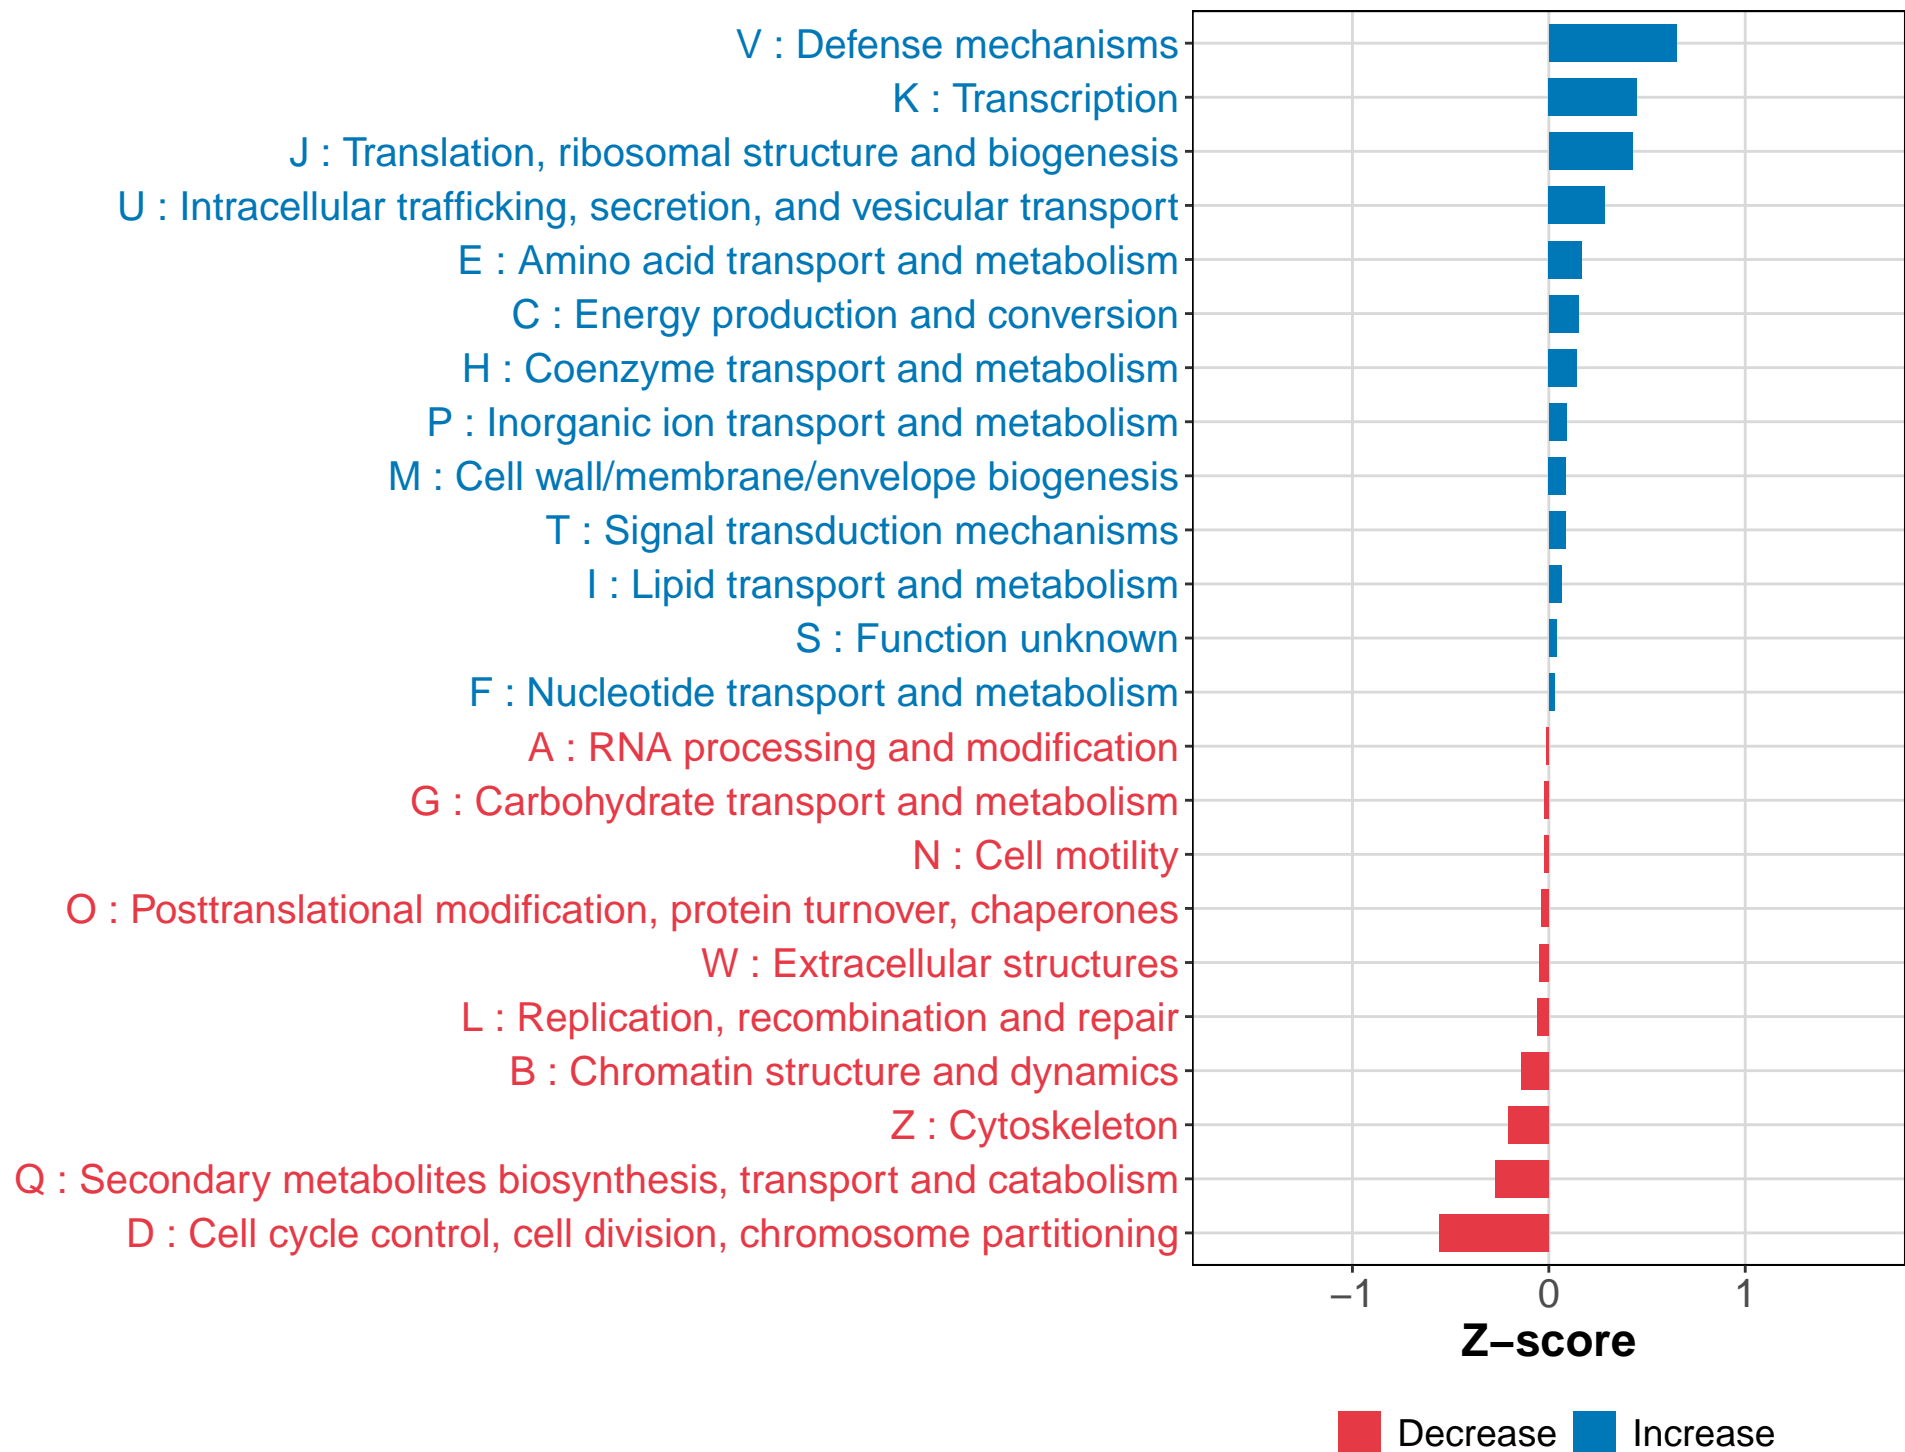 V : Defense mechanisms
K : Transcription
J : Translation, ribosomal structure and biogenesis
U : Intracellular trafficking, secretion, and vesicular transport
E : Amino acid transport and metabolism
C : Energy production and conversion
H : Coenzyme transport and metabolism
P : Inorganic ion transport and metabolism
M : Cell wall/membrane/envelope biogenesis
T : Signal transduction mechanisms
I : Lipid transport and metabolism
S : Function unknown
F : Nucleotide transport and metabolism
A : RNA processing and modification
G : Carbohydrate transport and metabolism
N : Cell motility
O : Posttranslational modification, protein turnover, chaperones
W : Extracellular structures
L : Replication, recombination and repair
B : Chromatin structure and dynamics
Z : Cytoskeleton
Q : Secondary metabolites biosynthesis, transport and catabolism
D : Cell cycle control, cell division, chromosome partitioning
−1 0 1
Z−score
Decrease Increase